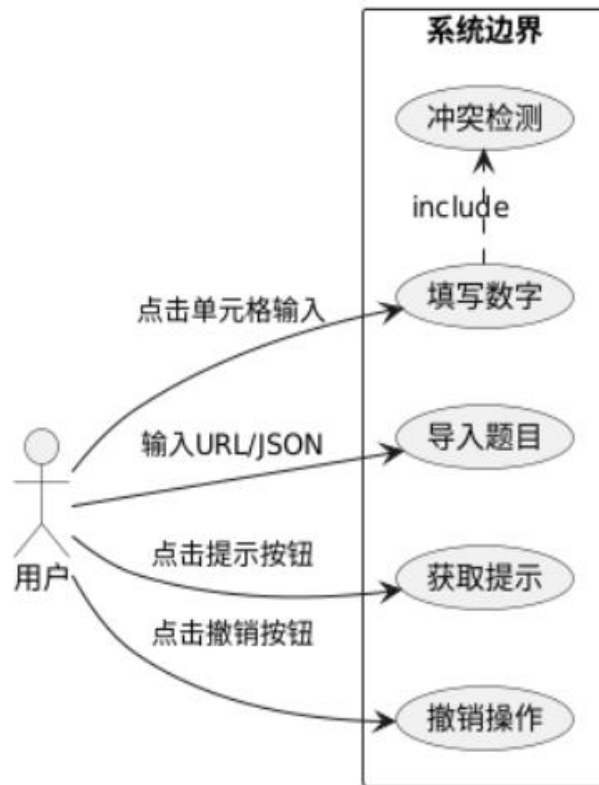 系统边界
冲突检测
include
填写数字
点击单元格输入
导入题目
输入URL/JSON
用户
点击提示按钮
获取提示
点击撤销按钮
撤销操作